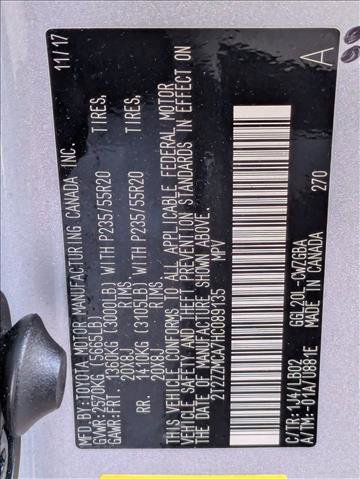 MFD BY: TOYOTA MOTOR MANUFACTURING CANADA INC. 11/17
GVWR: 2570KG (5665LB)
GAWR: FRT. 1360KG (3000LB) WITH P235/55R20 TIRES,
20X8J RIMS
RR. 1410KG (3105LB) WITH P235/55R20 TIRES,
20X8J RIMS
THIS VEHICLE CONFORMS TO ALL APPLICABLE FEDERAL MOTOR
VEHICLE SAFETY AND THEFT PREVENTION STANDARDS IN EFFECT ON
THE DATE OF MANUFACTURE SHOWN ABOVE.
2T2ZZMCA7HC089135 MPV
C/TR: 1J4/LB02 GGL20L-CWZGBA 270 A
A/TM: -01A/U881E MADE IN CANADA